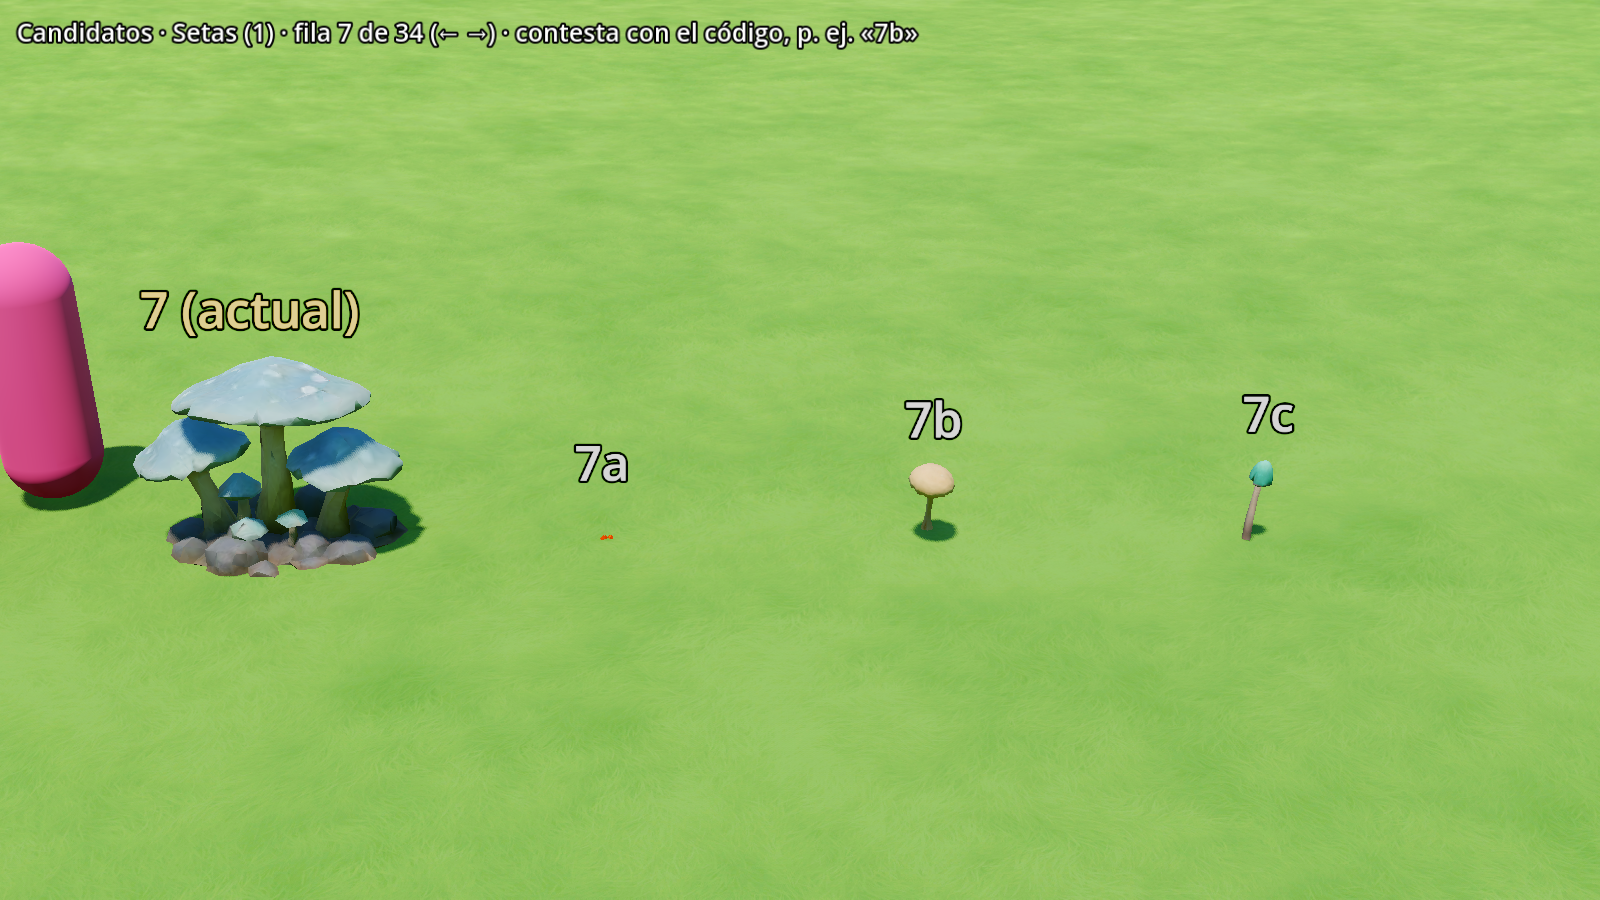 Candidatos · Setas (1) · fila 7 de 34 (← →) · contesta con el código, p. ej. «7b»
7 (actual)
7a
7b
7c